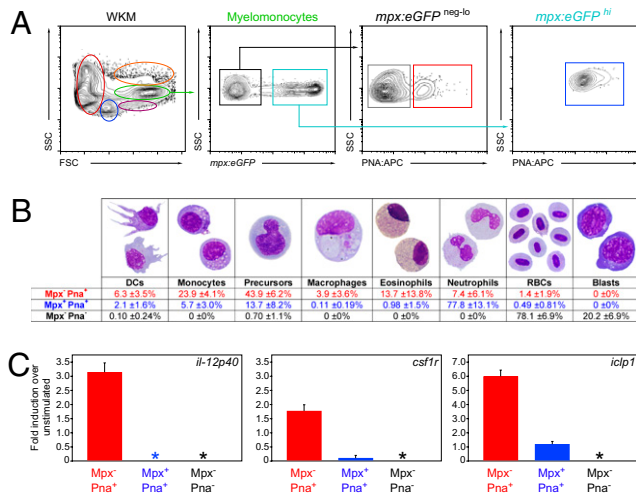 A
WKM
Myelomonocytes
mpx:eGFP neg-lo
mpx:eGFP hi
SSC
SSC
SSC
SSC
FSC
mpx:eGFP
PNA:APC
PNA:APC
B
DCs Monocytes Precursors Macrophages Eosinophils Neutrophils RBCs Blasts
Mpx- Pna+ 6.3 ±3.5% 23.9 ±4.1% 43.9 ±6.2% 3.9 ±3.6% 13.7 ±13.8% 7.4 ±6.1% 1.4 ±1.9% 0 ±0%
Mpx+ Pna+ 2.1 ±1.6% 5.7 ±3.0% 13.7 ±8.2% 0.11 ±0.19% 0.98 ±1.5% 77.8 ±13.1% 0.49 ±0.81% 0 ±0%
Mpx- Pna- 0.10 ±0.24% 0 ±0% 0.70 ±1.1% 0 ±0% 0 ±0% 0 ±0% 78.1 ±6.9% 20.2 ±6.9%
C
Fold induction over
unstimulated
3.5
3.0
2.5
2.0
1.5
1.0
0.5
0
il-12p40
* *
Mpx- Mpx+ Mpx-
Pna+ Pna+ Pna-
3.5
3.0
2.5
2.0
1.5
1.0
0.5
0
csf1r
*
Mpx- Mpx+ Mpx-
Pna+ Pna+ Pna-
6.0
5.0
4.0
3.0
2.0
1.0
0
iclp1
*
Mpx- Mpx+ Mpx-
Pna+ Pna+ Pna-